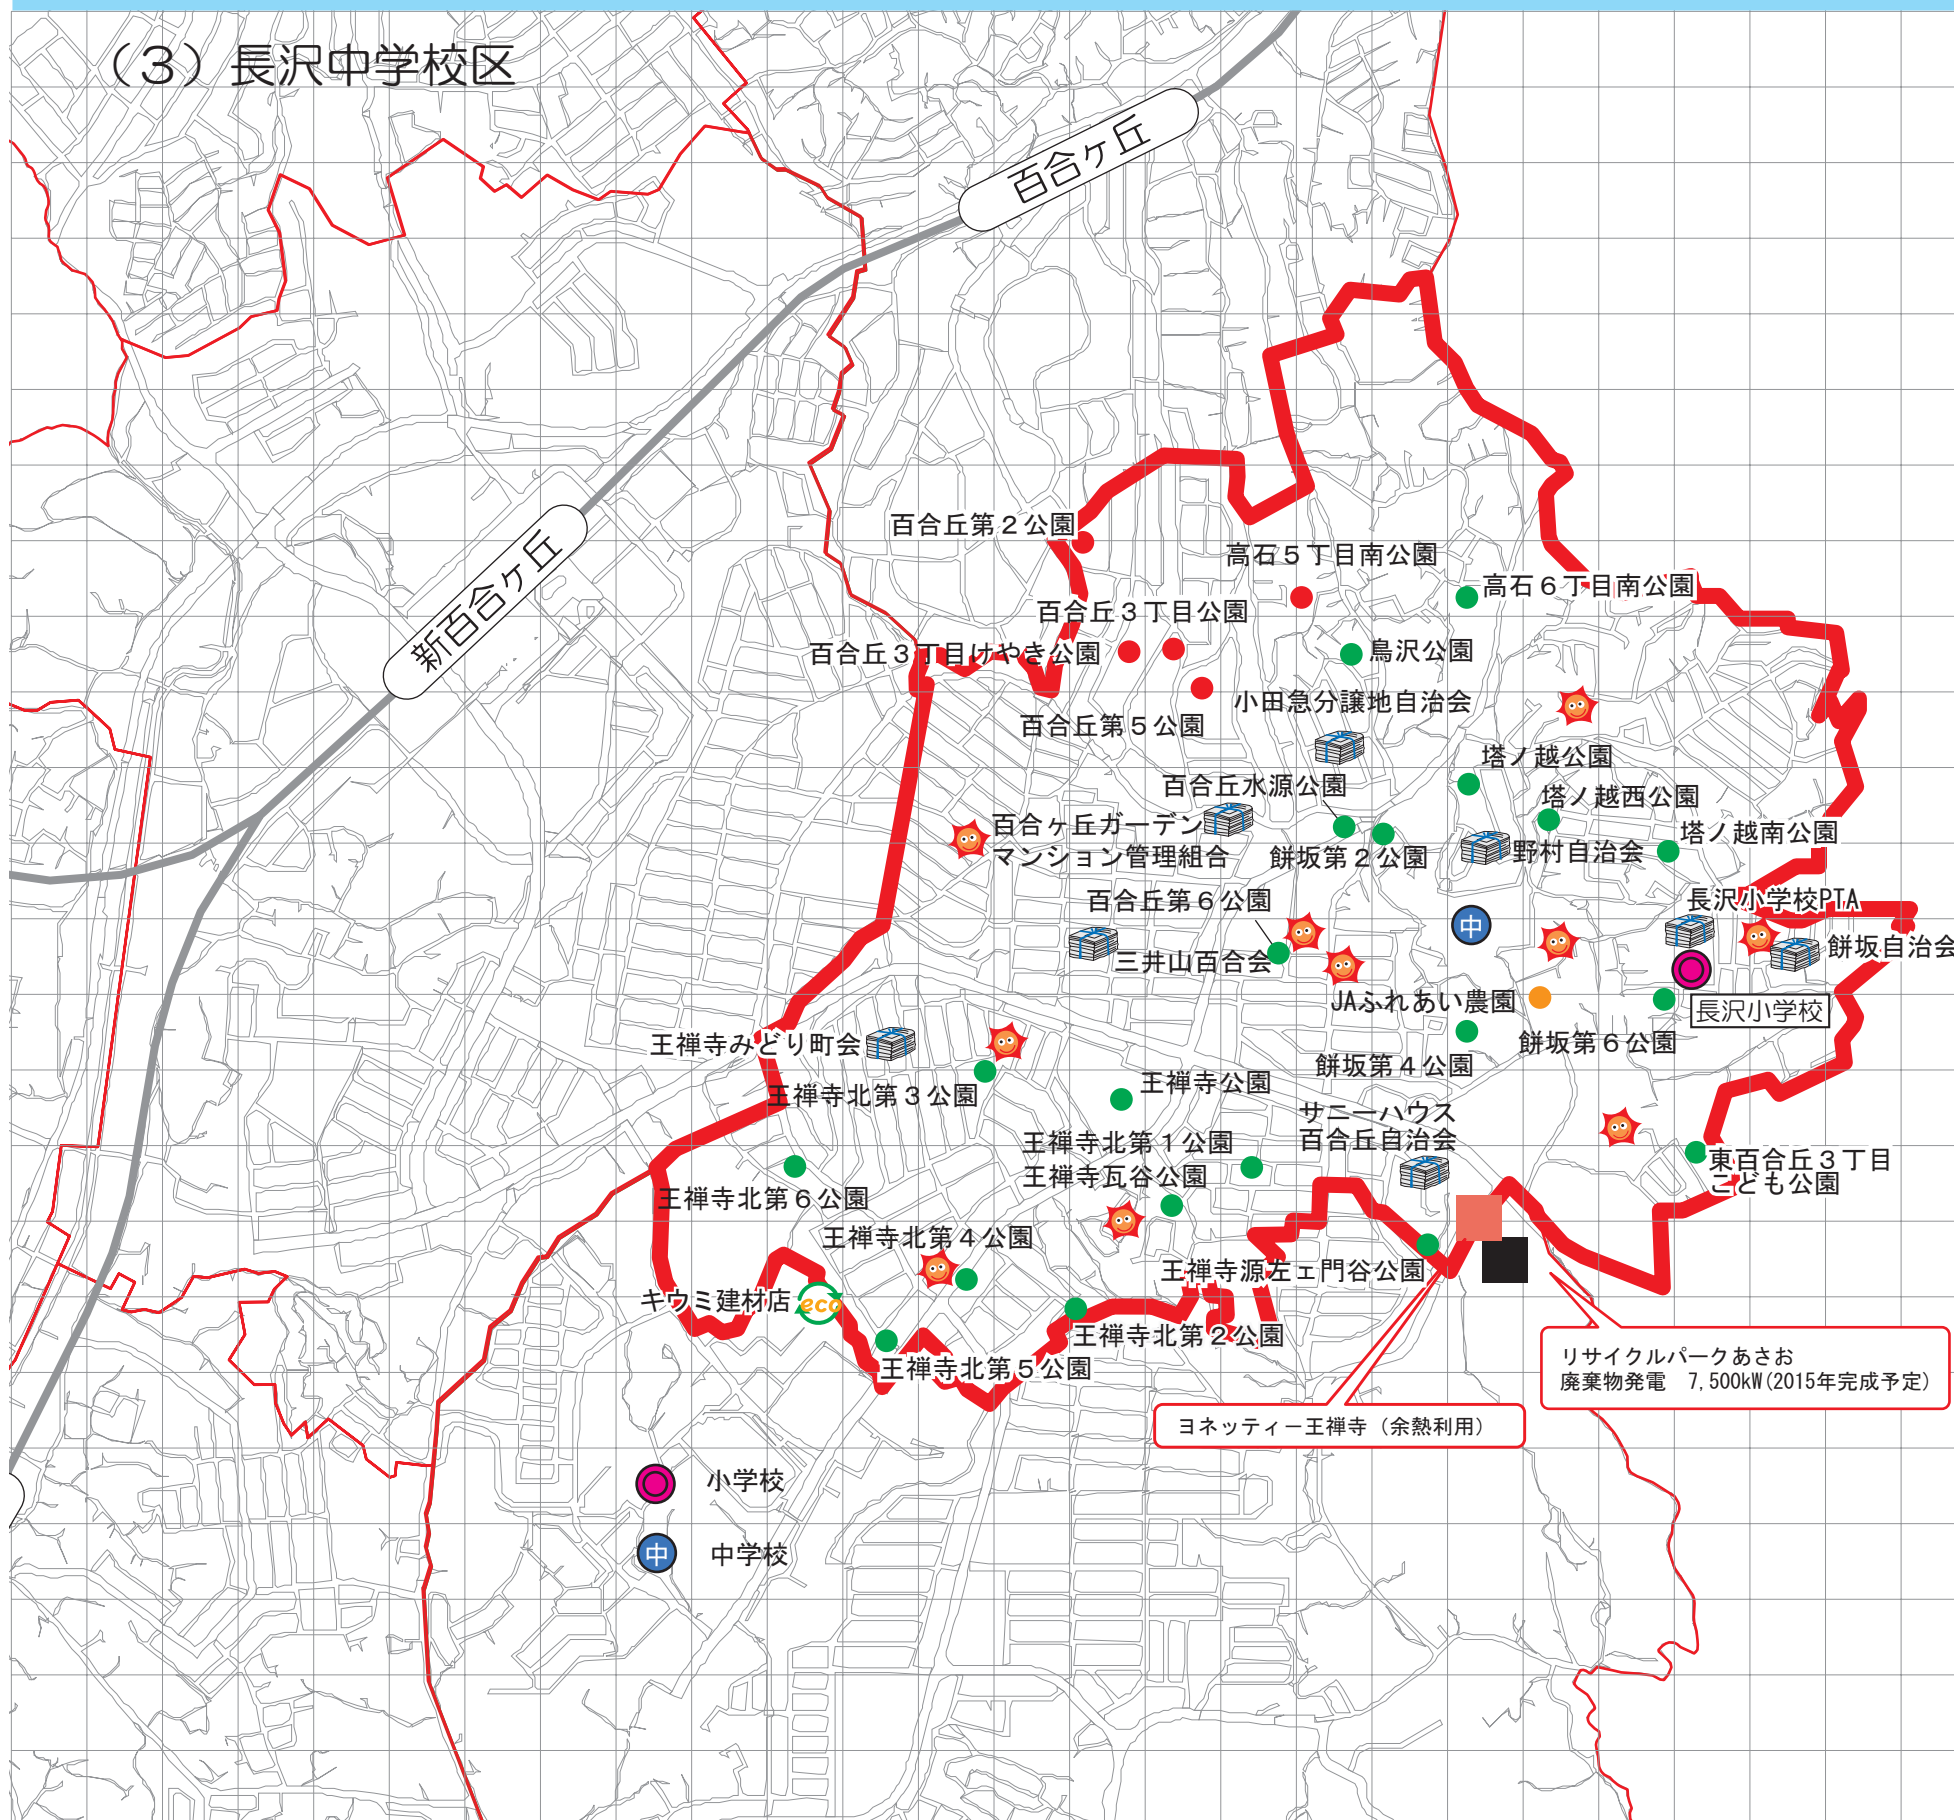 （３）長沢中学校区
百合ヶ丘
新百合ヶ丘
百合丘第２公園
高石５丁目南公園
高石６丁目南公園
百合丘３丁目公園
百合丘３丁目けやき公園
鳥沢公園
小田急分譲地自治会
百合丘第５公園
塔ノ越公園
百合丘水源公園
塔ノ越西公園
百合ヶ丘ガーデン
マンション管理組合
餅坂第２公園
野村自治会
塔ノ越南公園
百合丘第６公園
長沢小学校PTA
中
三井山百合会
餅坂自治会
JAふれあい農園
長沢小学校
王禅寺みどり町会
餅坂第６公園
餅坂第４公園
王禅寺北第３公園
王禅寺公園
サニーハウス
百合丘自治会
王禅寺北第１公園
王禅寺瓦谷公園
東百合丘３丁目
こども公園
王禅寺北第６公園
王禅寺北第４公園
王禅寺源左ェ門谷公園
キウミ建材店
eco
王禅寺北第２公園
王禅寺北第５公園
リサイクルパークあさお
廃棄物発電　7,500kW(2015年完成予定)
ヨネッティー王禅寺（余熱利用）
小学校
中 中学校